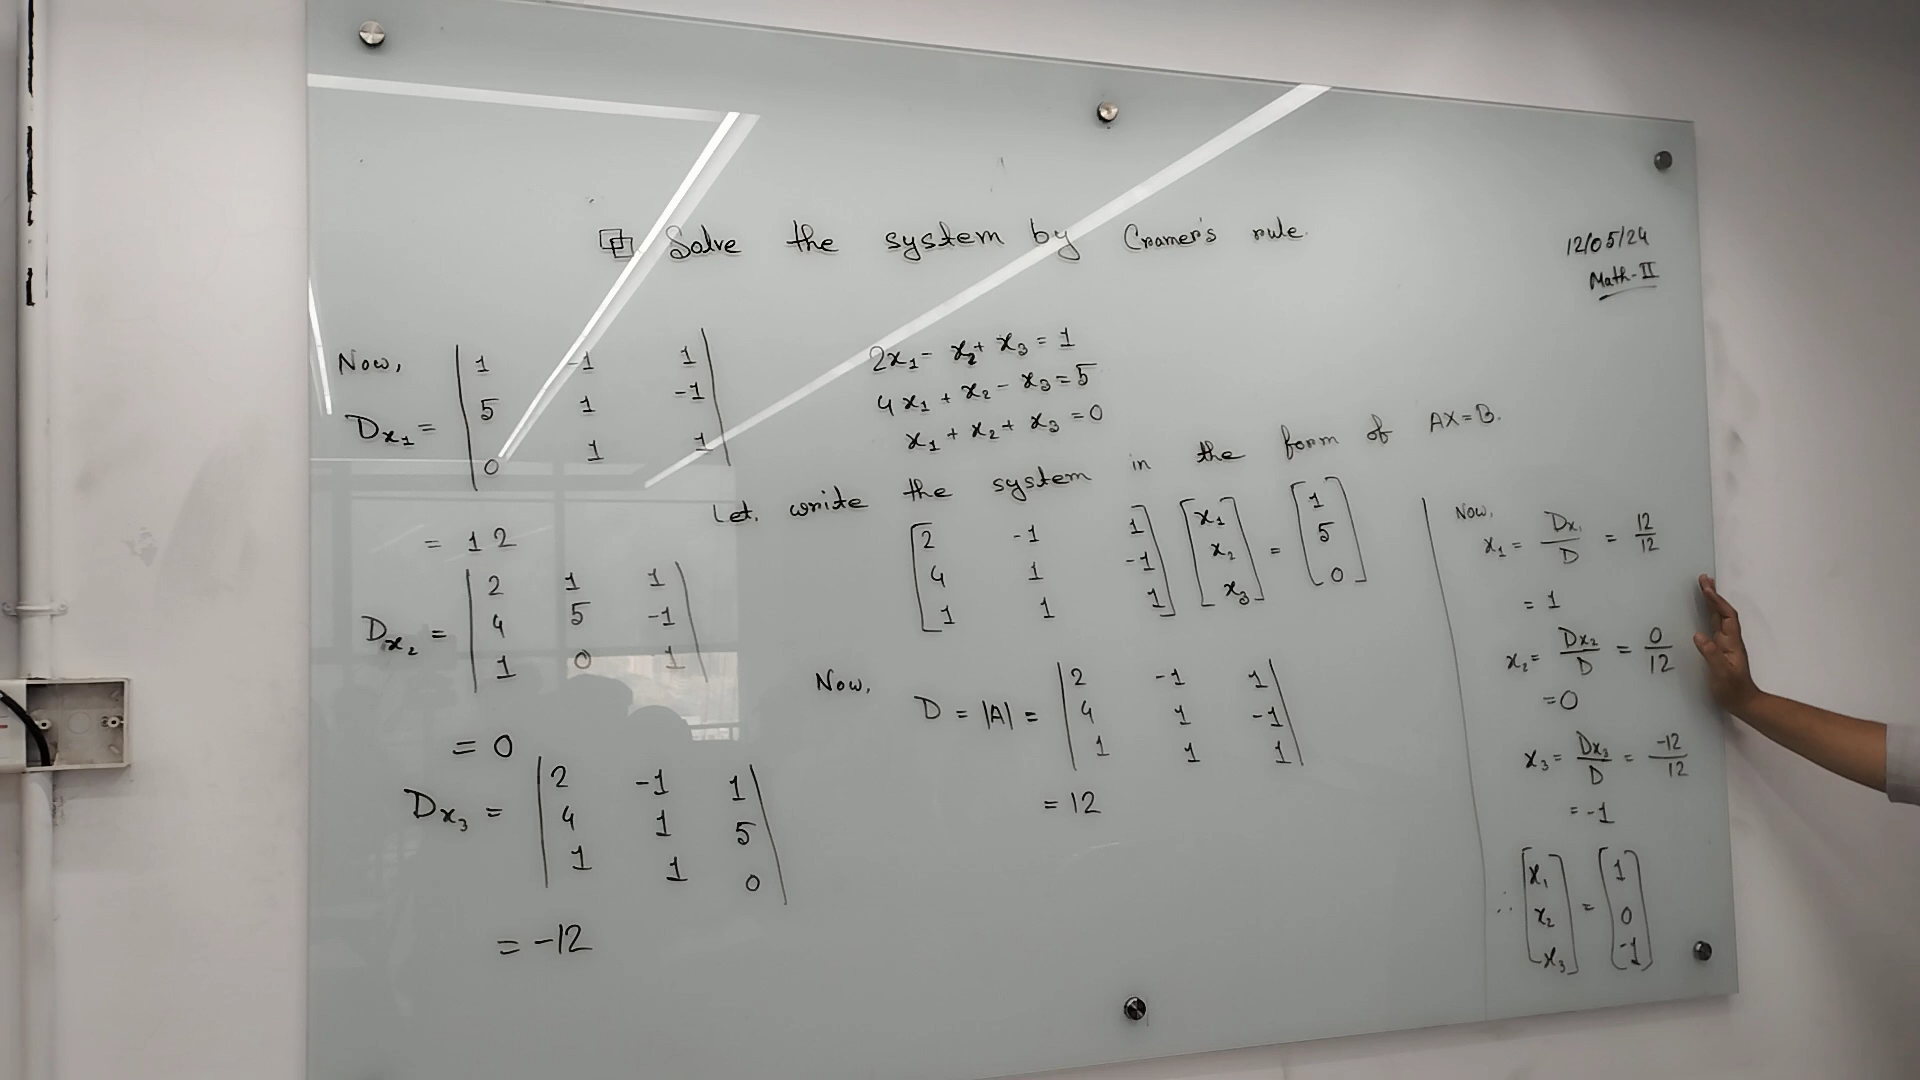 Solve the system by Cramer's rule.
12/05/24
Math-II
2x₁ - x₂ + x₃ = 1
4x₁ + x₂ - x₃ = 5
x₁ + x₂ + x₃ = 0
Let, write the system in the form of AX=B.
[2 -1 1] [x₁] = [1]
[4 1 -1] [x₂] = [5]
[1 1 1] [x₃] = [0]
Now,
D = |A| = |2 -1 1|
|4 1 -1|
|1 1 1|
= 12
Now,
Dx₁ = |1 -1 1|
|5 1 -1|
|0 1 1|
= 12
Dx₂ = |2 1 1|
|4 5 -1|
|1 0 1|
= 0
Dx₃ = |2 -1 1|
|4 1 5|
|1 1 0|
= -12
Now,
x₁ = Dx₁/D = 12/12
= 1
x₂ = Dx₂/D = 0/12
= 0
x₃ = Dx₃/D = -12/12
= -1
∴ [x₁] = [1]
[x₂] = [0]
[x₃] = [-1]